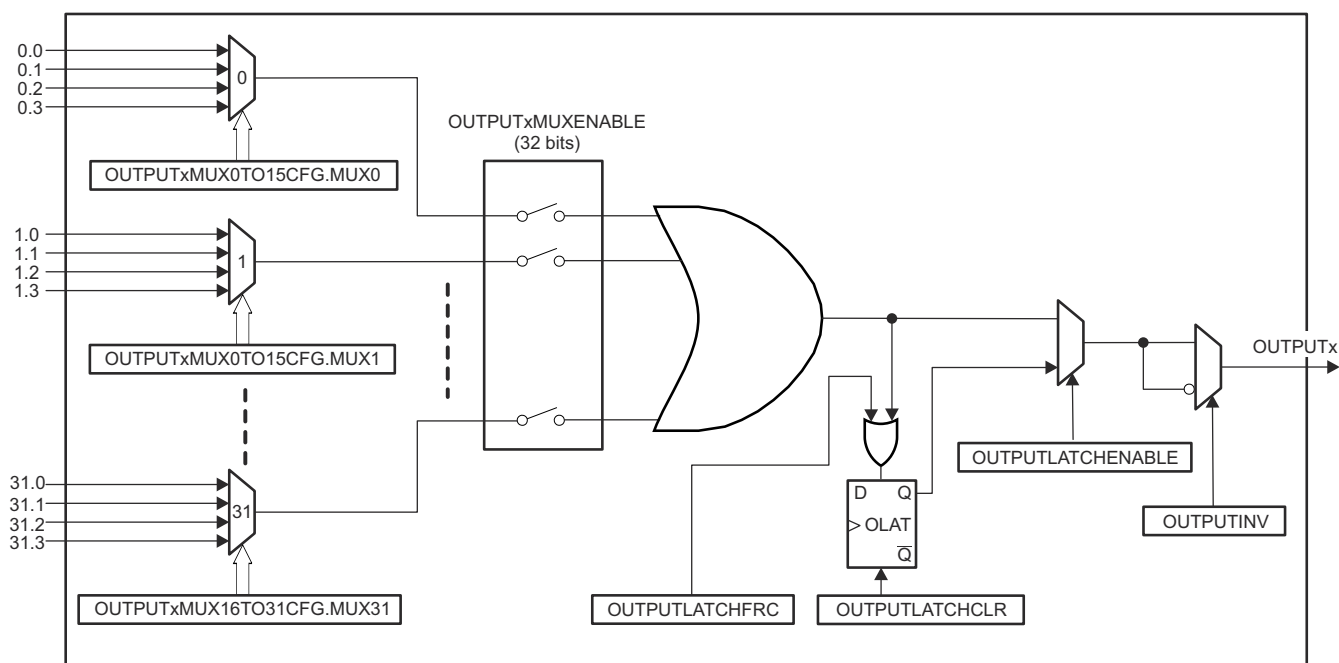 0.0
0.1
0.2
0.3
0
OUTPUTxMUX0TO15CFG.MUX0
OUTPUTxMUXENABLE
(32 bits)
1.0
1.1
1.2
1.3
1
OUTPUTxMUX0TO15CFG.MUX1
31.0
31.1
31.2
31.3
31
OUTPUTxMUX16TO31CFG.MUX31
OUTPUTLATCHFRC
D Q
OLAT
Q̅
OUTPUTLATCHCLR
OUTPUTLATCHENABLE
OUTPUTINV
OUTPUTx